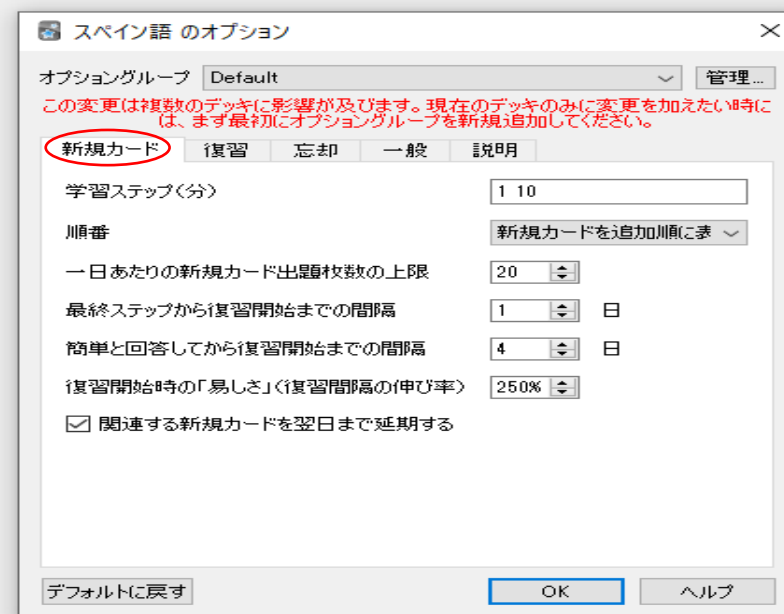 スペイン語 のオプション
オプショングループ Default 管理...
この変更は複数のデッキに影響が及びます。現在のデッキのみに変更を加えたい時に
は、まず最初にオプショングループを新規追加してください。
新規カード 復習 忘却 一般 説明
学習ステップ(分) 1 10
順番 新規カードを追加順に表
一日あたりの新規カード出題枚数の上限 20
最終ステップから復習開始までの間隔 1 日
簡単と回答してから復習開始までの間隔 4 日
復習開始時の「易しさ」(復習間隔の伸び率) 250%
関連する新規カードを翌日まで延期する
デフォルトに戻す OK ヘルプ